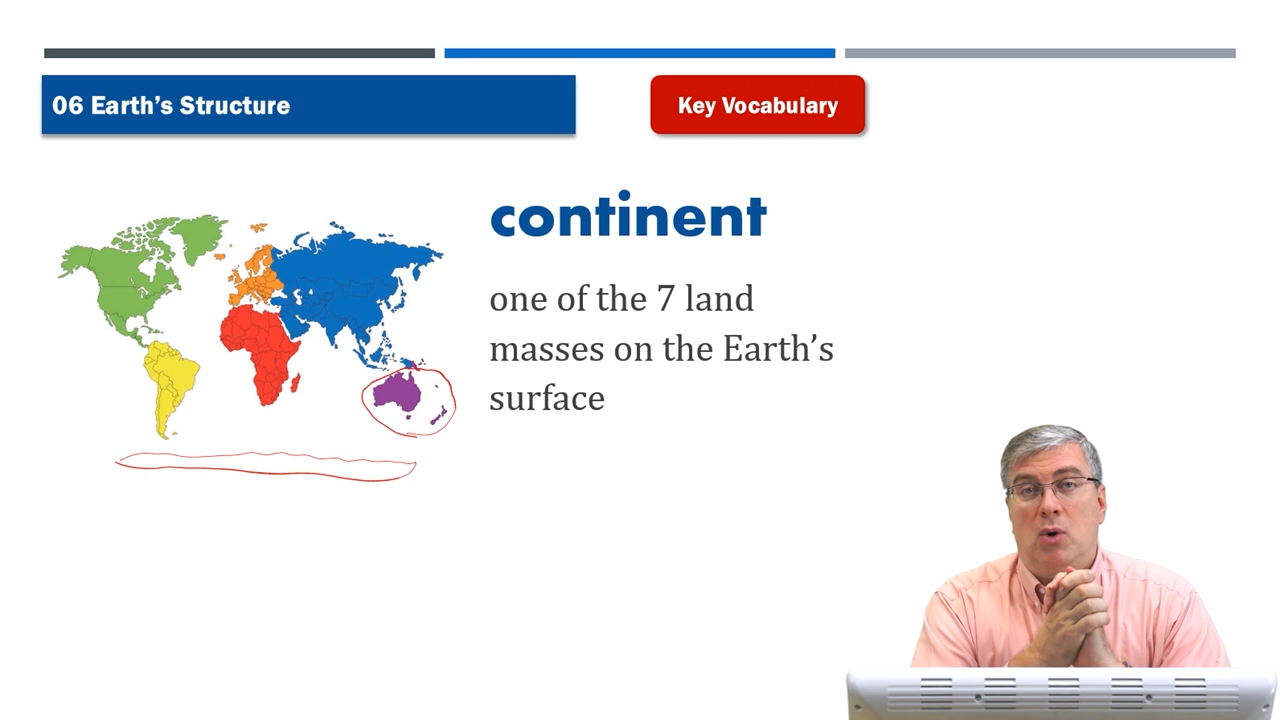 06 Earth's Structure
Key Vocabulary
continent
one of the 7 land
masses on the Earth's
surface